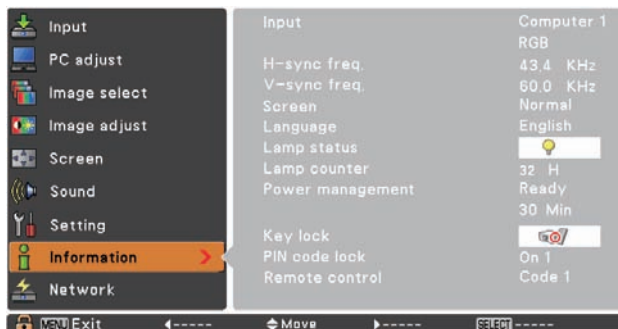 Input
PC adjust
Image select
Image adjust
Screen
Sound
Setting
Information
Network
Input Computer 1
RGB
H-sync freq. 43.4 KHz
V-sync freq. 60.0 KHz
Screen Normal
Language English
Lamp status
Lamp counter 32 H
Power management Ready
30 Min
Key lock
PIN code lock On 1
Remote control Code 1
MENU Exit ◄----- Move ►----- SELECT -----